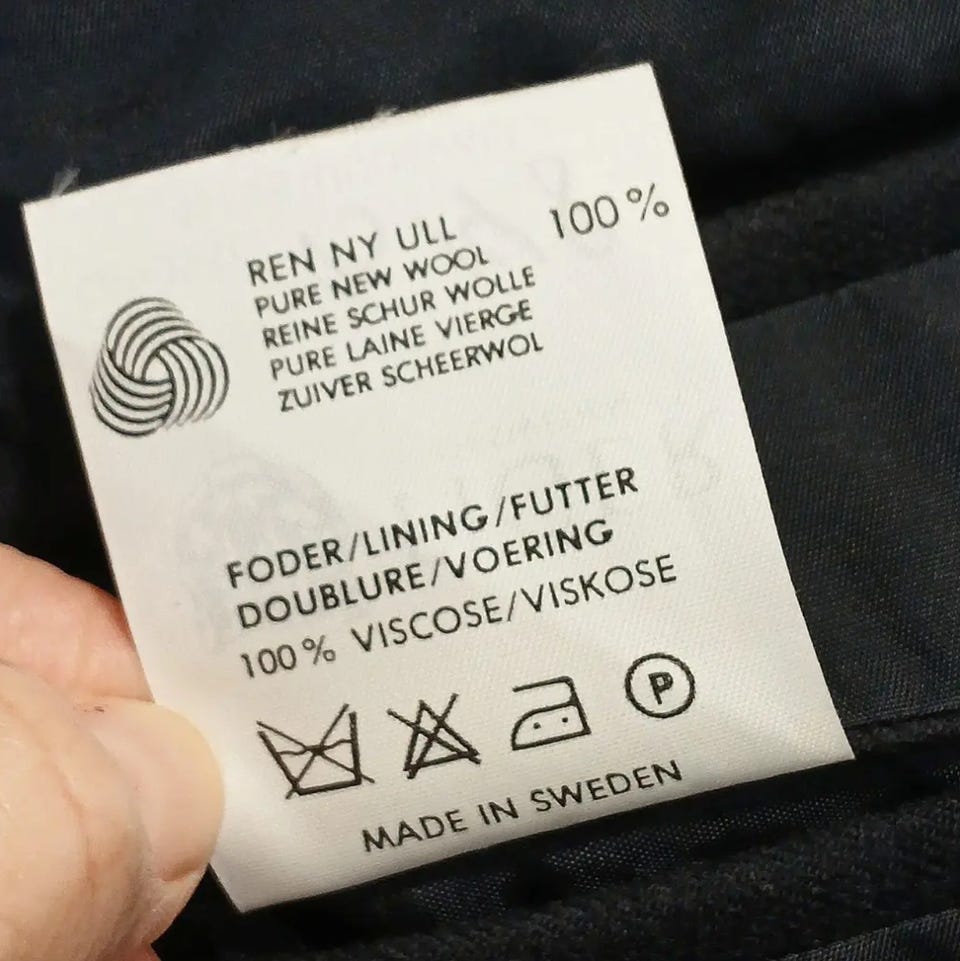 REN NY ULL 100%
PURE NEW WOOL
REINE SCHUR WOLLE
PURE LAINE VIERGE
ZUIVER SCHEERWOL
FODER/LINING/FUTTER
DOUBLURE/VOERING
100% VISCOSE/VISKOSE
P
MADE IN SWEDEN